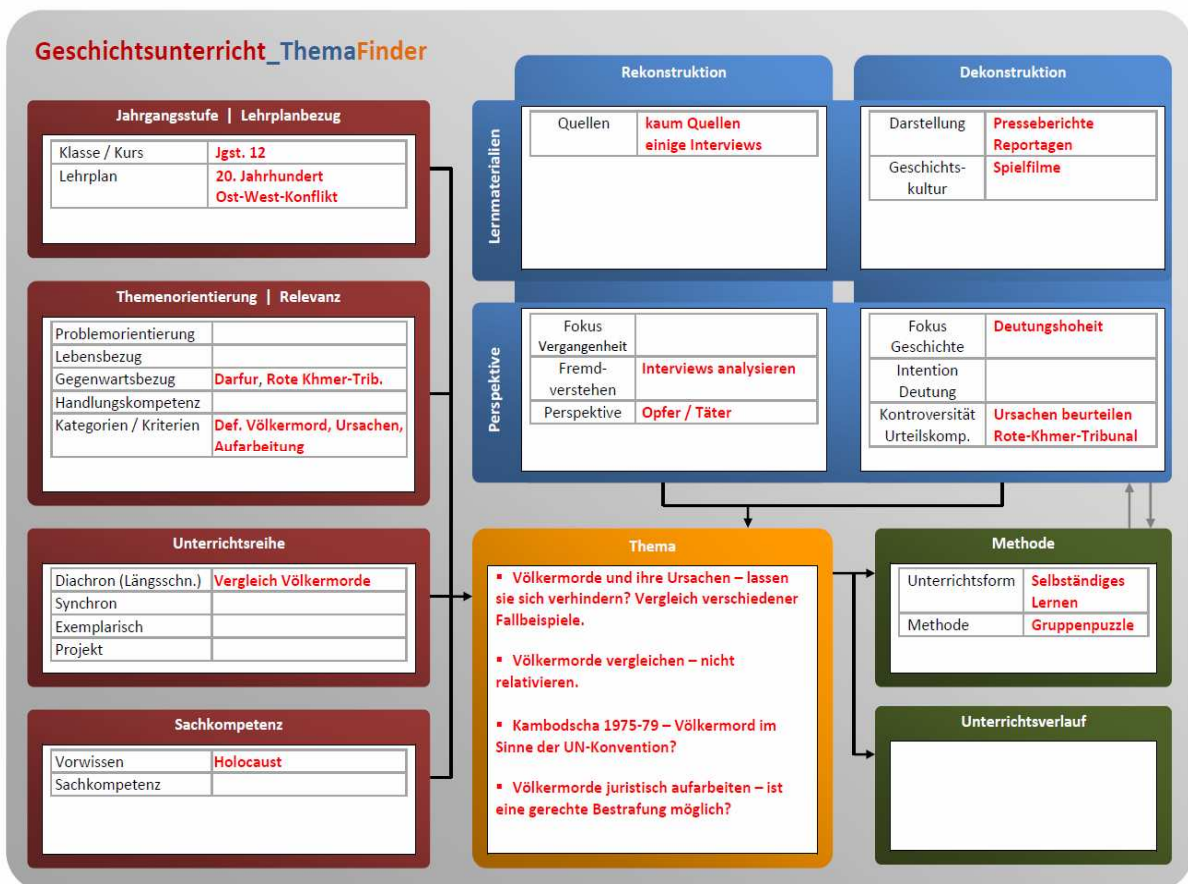 Geschichtsunterricht_ThemaFinder
Jahrgangsstufe | Lehrplanbezug
Klasse / Kurs Jgst. 12
Lehrplan 20. Jahrhundert
Ost-West-Konflikt
Themenorientierung | Relevanz
Problemorientierung
Lebensbezug
Gegenwartsbezug Darfur, Rote Khmer-Trib.
Handlungskompetenz
Kategorien / Kriterien Def. Völkermord, Ursachen,
Aufarbeitung
Unterrichtsreihe
Diachron (Längsschn.) Vergleich Völkermorde
Synchron
Exemplarisch
Projekt
Sachkompetenz
Vorwissen Holocaust
Sachkompetenz
Rekonstruktion
Dekonstruktion
Lernmaterialien
Quellen kaum Quellen
einige Interviews
Darstellung Presseberichte
Reportagen
Geschichts- Spielfilme
kultur
Perspektive
Fokus
Vergangenheit
Fremd- Interviews analysieren
verstehen
Perspektive Opfer / Täter
Fokus Deutungshoheit
Geschichte
Intention
Deutung
Kontroversität Ursachen beurteilen
Urteilskomp. Rote-Khmer-Tribunal
Thema
▪ Völkermorde und ihre Ursachen – lassen
sie sich verhindern? Vergleich verschiedener
Fallbeispiele.
▪ Völkermorde vergleichen – nicht
relativieren.
▪ Kambodscha 1975-79 – Völkermord im
Sinne der UN-Konvention?
▪ Völkermorde juristisch aufarbeiten – ist
eine gerechte Bestrafung möglich?
Methode
Unterrichtsform Selbständiges
Lernen
Methode Gruppenpuzzle
Unterrichtsverlauf